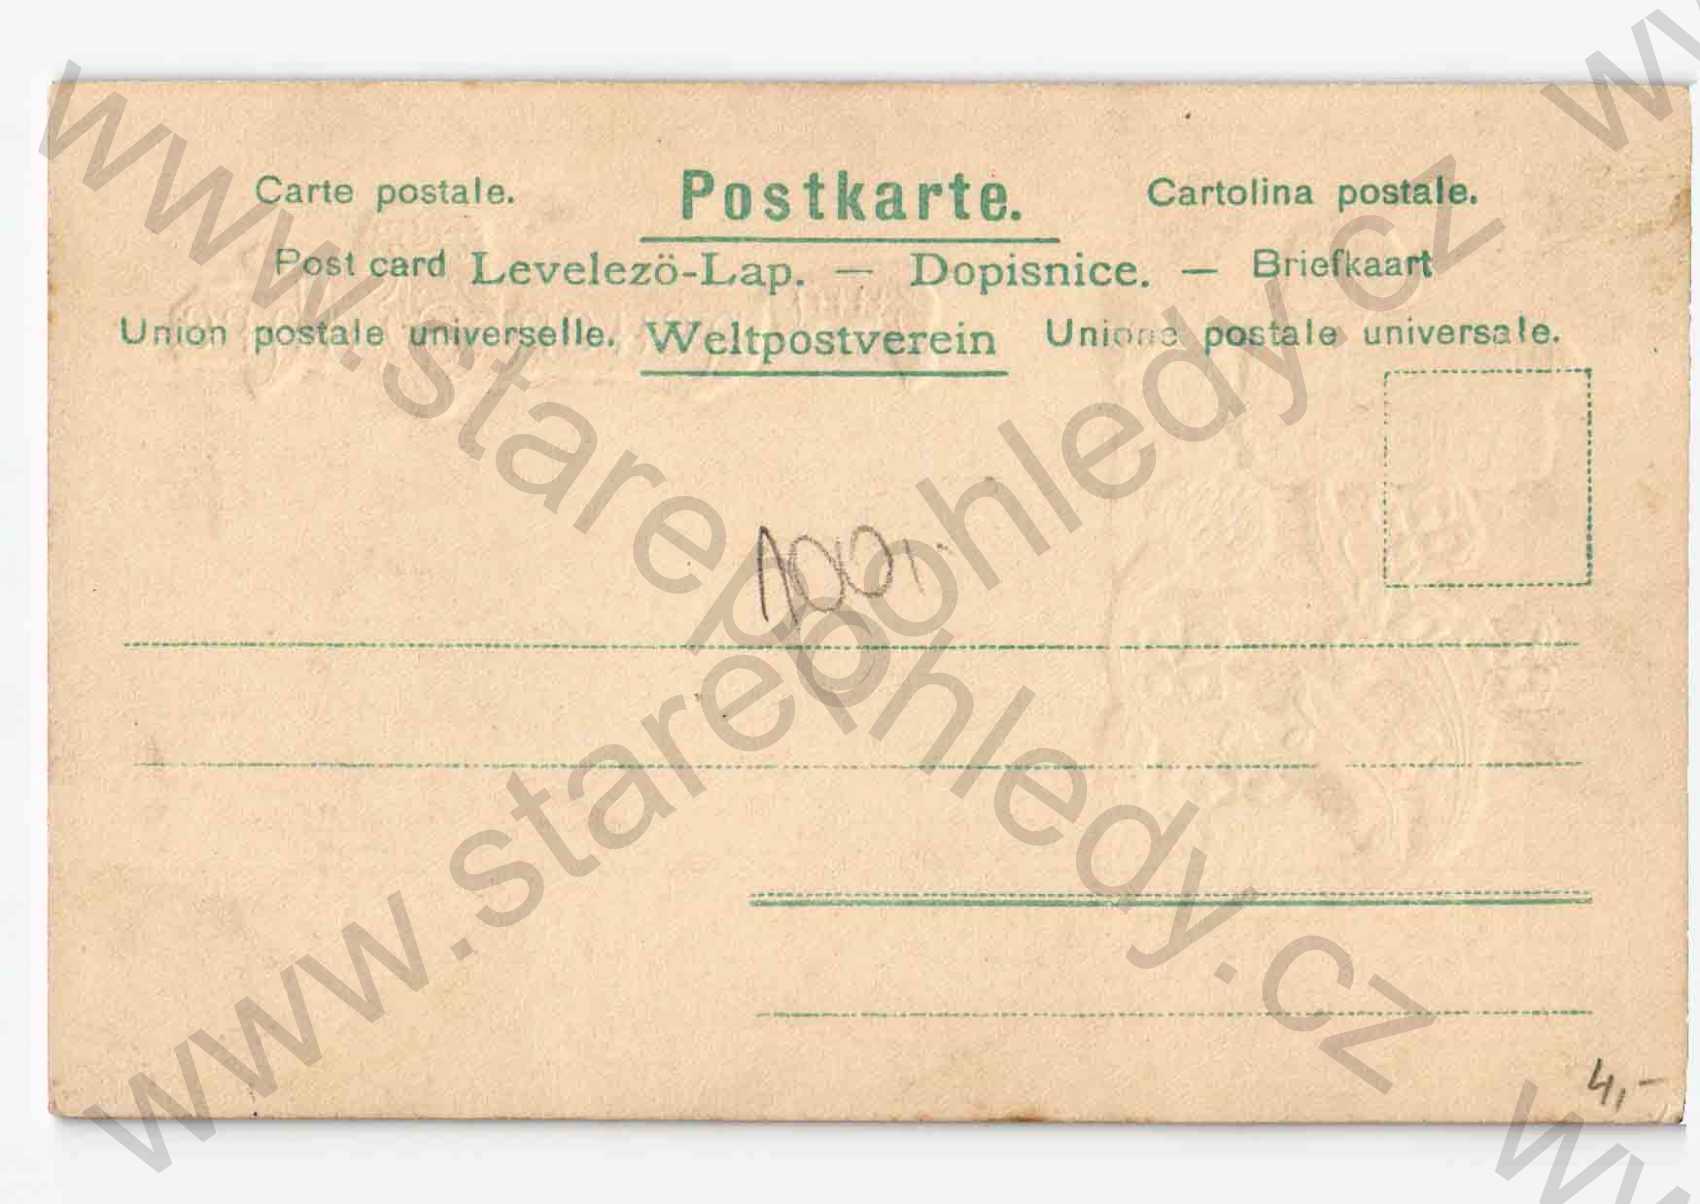 Carte postale. Postkarte. Cartolina postale.
Post card Levelezö-Lap. — Dopisnice. — Briefkaart
Union postale universelle. Weltpostverein Unione postale universale.
100,-
4,-
www.starepohledy.cz
www.starepohledy.cz